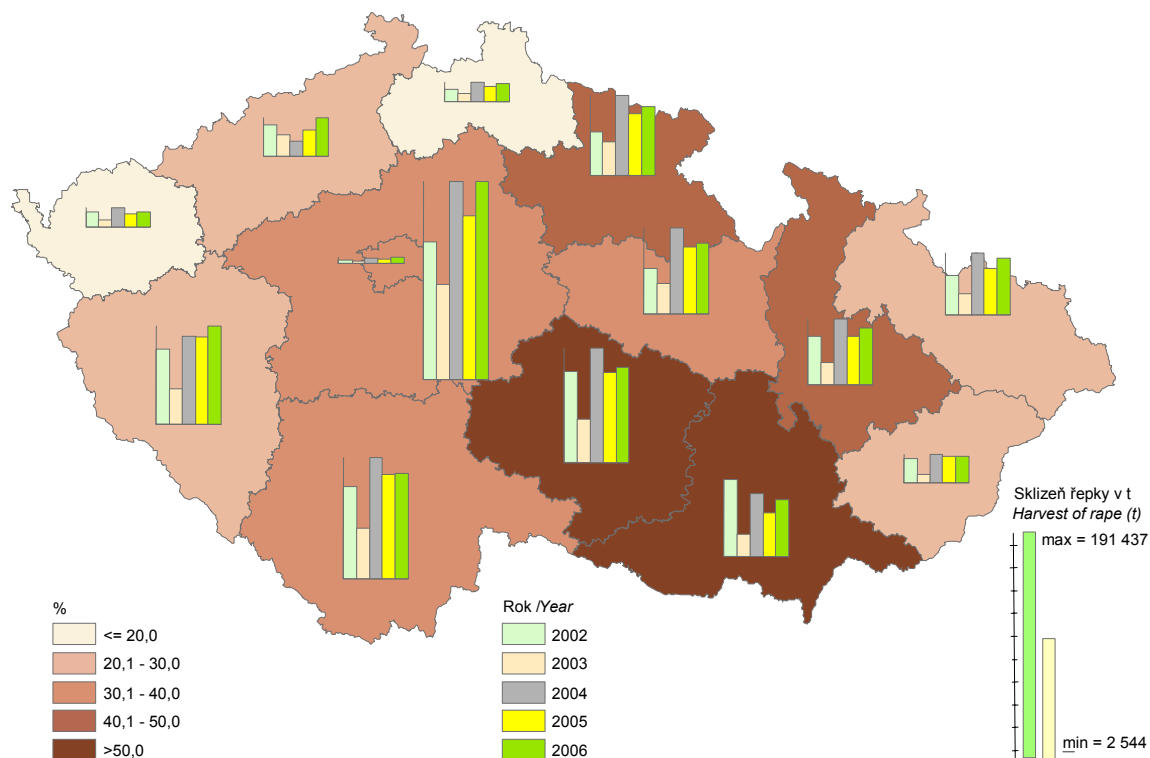 Sklizeň řepky v t
Harvest of rape (t)
max = 191 437
min = 2 544
%
<= 20,0
20,1 - 30,0
30,1 - 40,0
40,1 - 50,0
>50,0
Rok /Year
2002
2003
2004
2005
2006